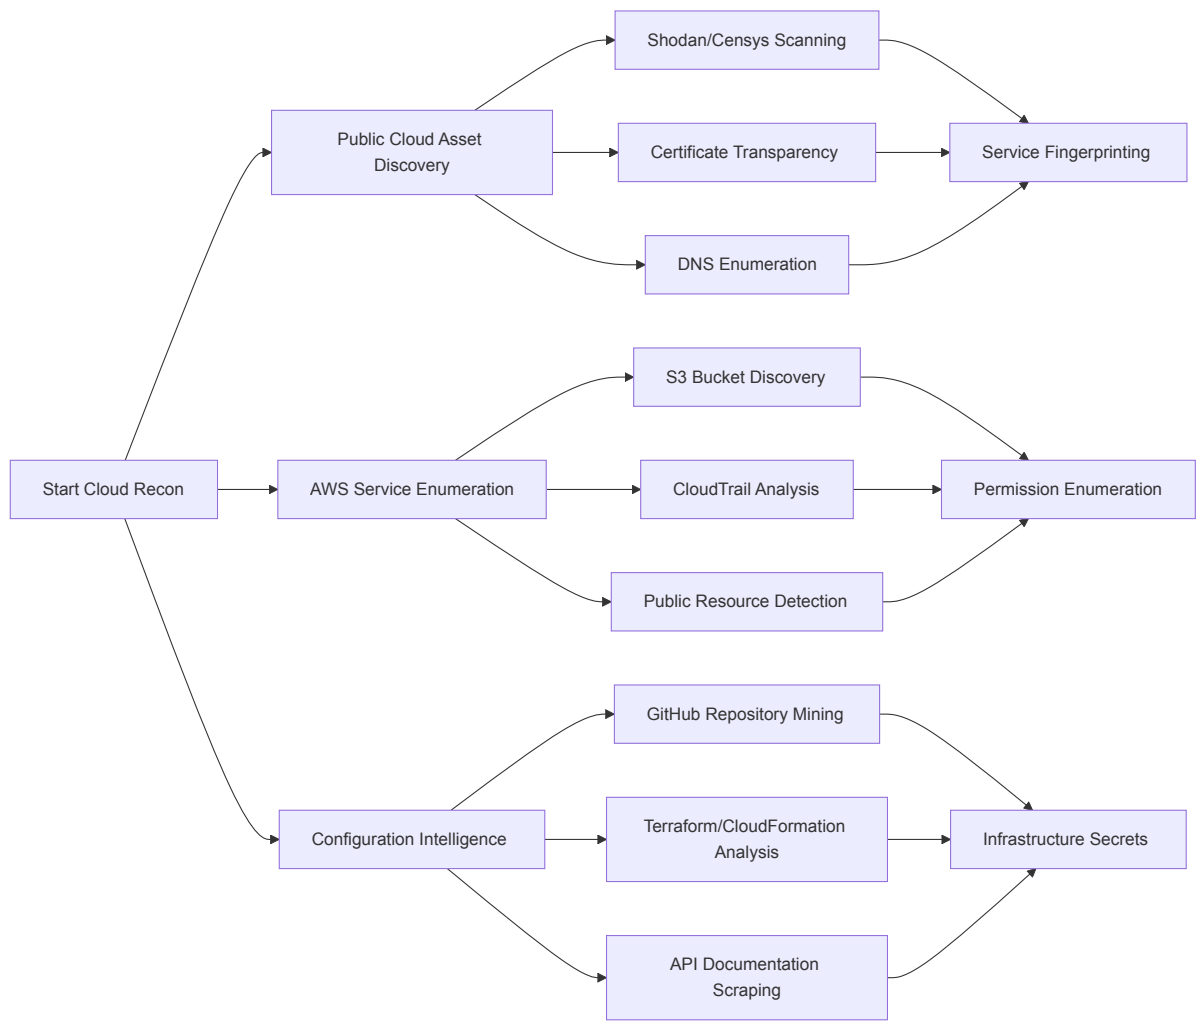 Start Cloud Recon
Public Cloud Asset
Discovery
Shodan/Censys Scanning
Certificate Transparency
DNS Enumeration
Service Fingerprinting
AWS Service Enumeration
S3 Bucket Discovery
CloudTrail Analysis
Public Resource Detection
Permission Enumeration
Configuration Intelligence
GitHub Repository Mining
Terraform/CloudFormation
Analysis
API Documentation
Scraping
Infrastructure Secrets